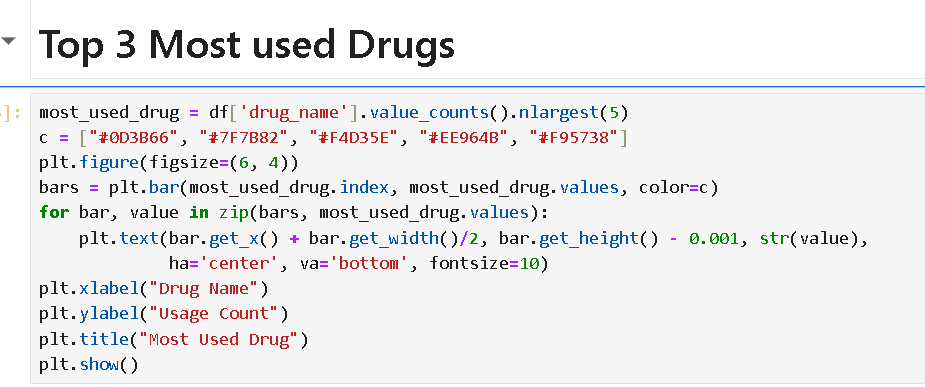 Top 3 Most used Drugs
]:
most_used_drug = df['drug_name'].value_counts().nlargest(5)
c = ["#0D3B66", "#7F7B82", "#F4D35E", "#EE964B", "#F95738"]
plt.figure(figsize=(6, 4))
bars = plt.bar(most_used_drug.index, most_used_drug.values, color=c)
for bar, value in zip(bars, most_used_drug.values):
    plt.text(bar.get_x() + bar.get_width()/2, bar.get_height() - 0.001, str(value),
             ha='center', va='bottom', fontsize=10)
plt.xlabel("Drug Name")
plt.ylabel("Usage Count")
plt.title("Most Used Drug")
plt.show()